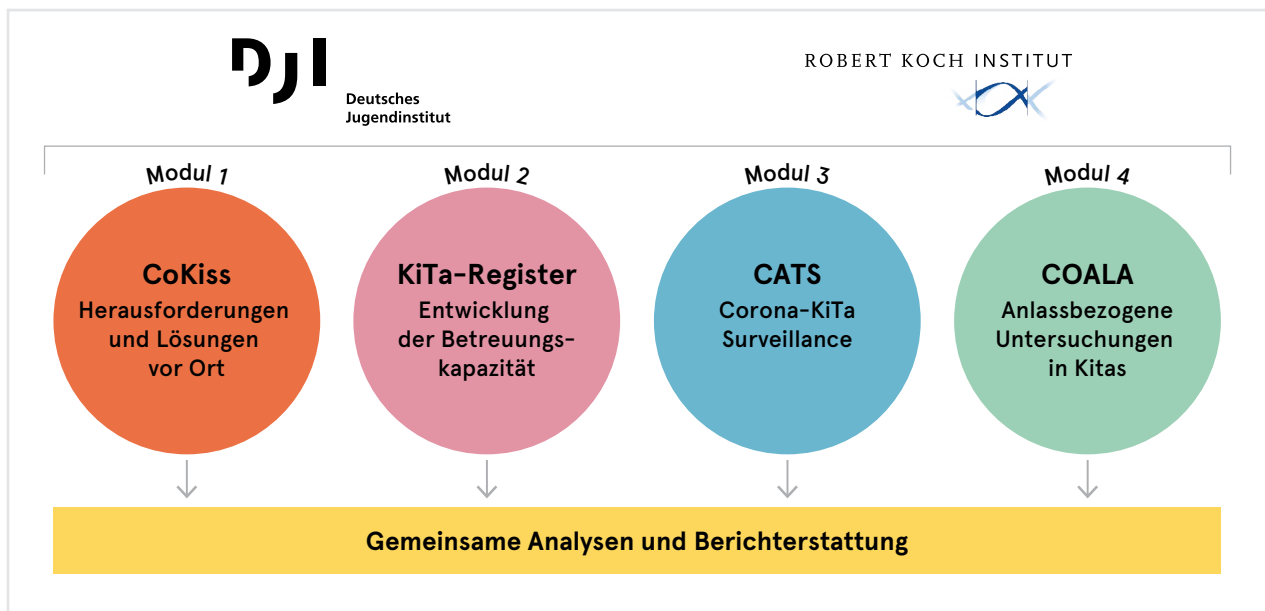 DJI
Deutsches
Jugendinstitut
ROBERT KOCH INSTITUT
Modul 1
CoKiss
Herausforderungen
und Lösungen
vor Ort
Modul 2
KiTa-Register
Entwicklung
der Betreuungs-
kapazität
Modul 3
CATS
Corona-KiTa
Surveillance
Modul 4
COALA
Anlassbezogene
Untersuchungen
in Kitas
Gemeinsame Analysen und Berichterstattung